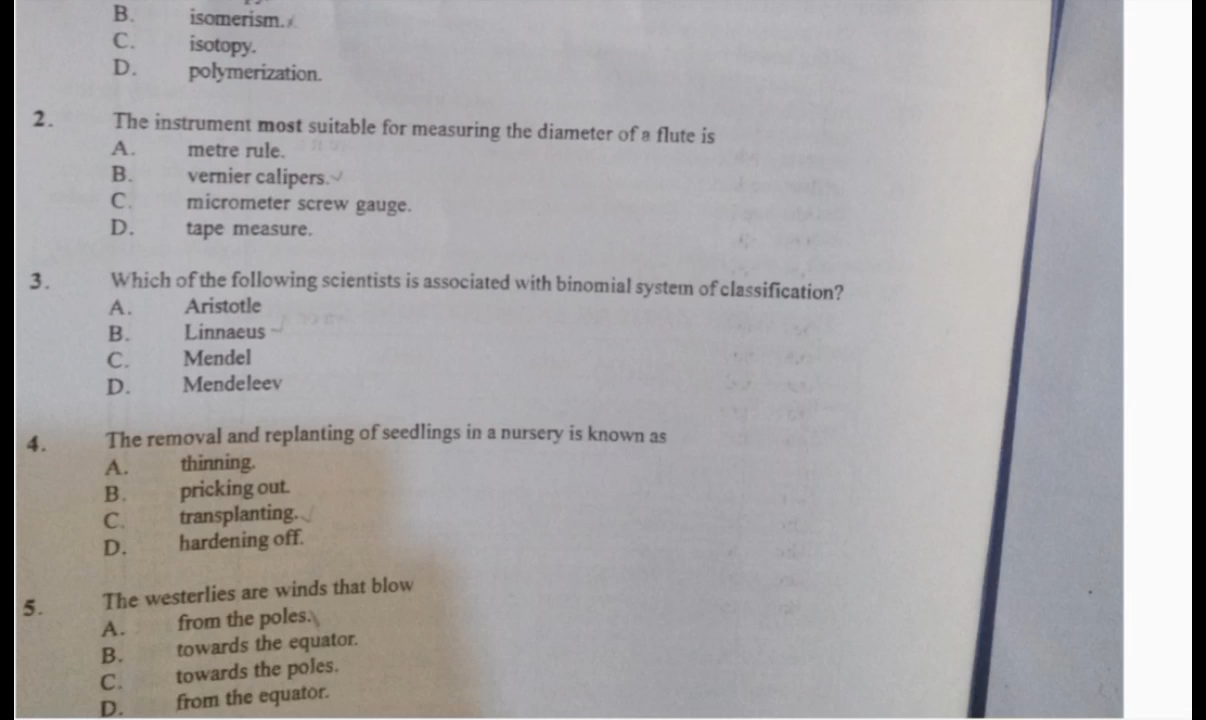 B. isomerism.
C. isotopy.
D. polymerization.
2. The instrument most suitable for measuring the diameter of a flute is
A. metre rule.
B. vernier calipers.
C. micrometer screw gauge.
D. tape measure.
3. Which of the following scientists is associated with binomial system of classification?
A. Aristotle
B. Linnaeus
C. Mendel
D. Mendeleev
4. The removal and replanting of seedlings in a nursery is known as
A. thinning.
B. pricking out.
C. transplanting.
D. hardening off.
5. The westerlies are winds that blow
A. from the poles.
B. towards the equator.
C. towards the poles.
D. from the equator.